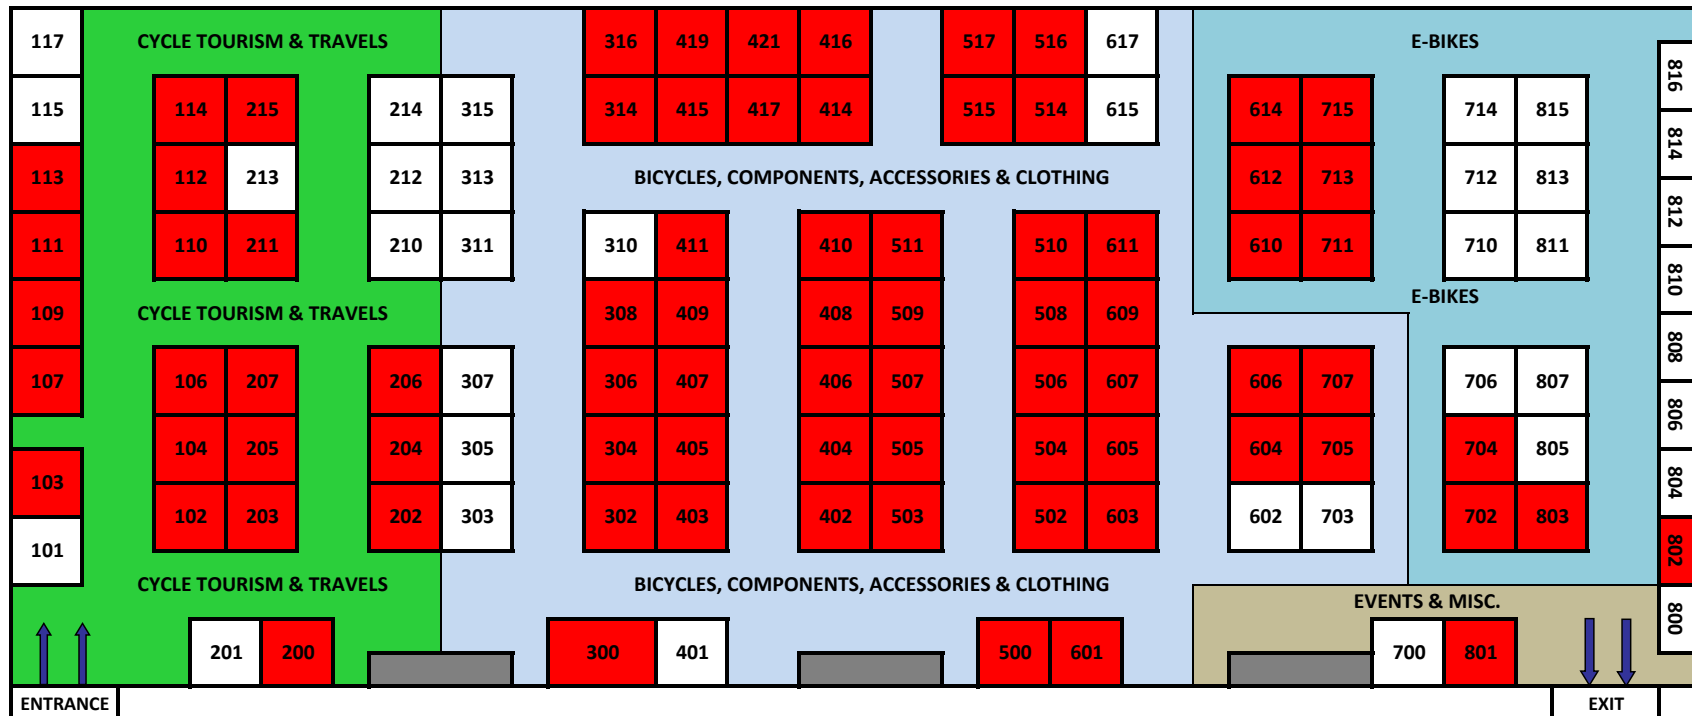 117 CYCLE TOURISM & TRAVELS 316 419 421 416 517 516 617 E-BIKES
816
115 114 215 214 315 314 415 417 414 515 514 615 614 715 714 815
814
113 112 213 212 313 BICYCLES, COMPONENTS, ACCESSORIES & CLOTHING 612 713 712 813
812
111 110 211 210 311 310 411 410 511 510 611 610 711 710 811
810
E-BIKES
109 CYCLE TOURISM & TRAVELS 308 409 408 509 508 609
808
107 106 207 206 307 306 407 406 507 506 607 606 707 706 807
806
104 205 204 305 304 405 404 505 504 605 604 705 704 805
804
103
102 203 202 303 302 403 402 503 502 603 602 703 702 803
802
101
CYCLE TOURISM & TRAVELS BICYCLES, COMPONENTS, ACCESSORIES & CLOTHING
EVENTS & MISC.
800
201 200 300 401 500 601 700 801
ENTRANCE EXIT